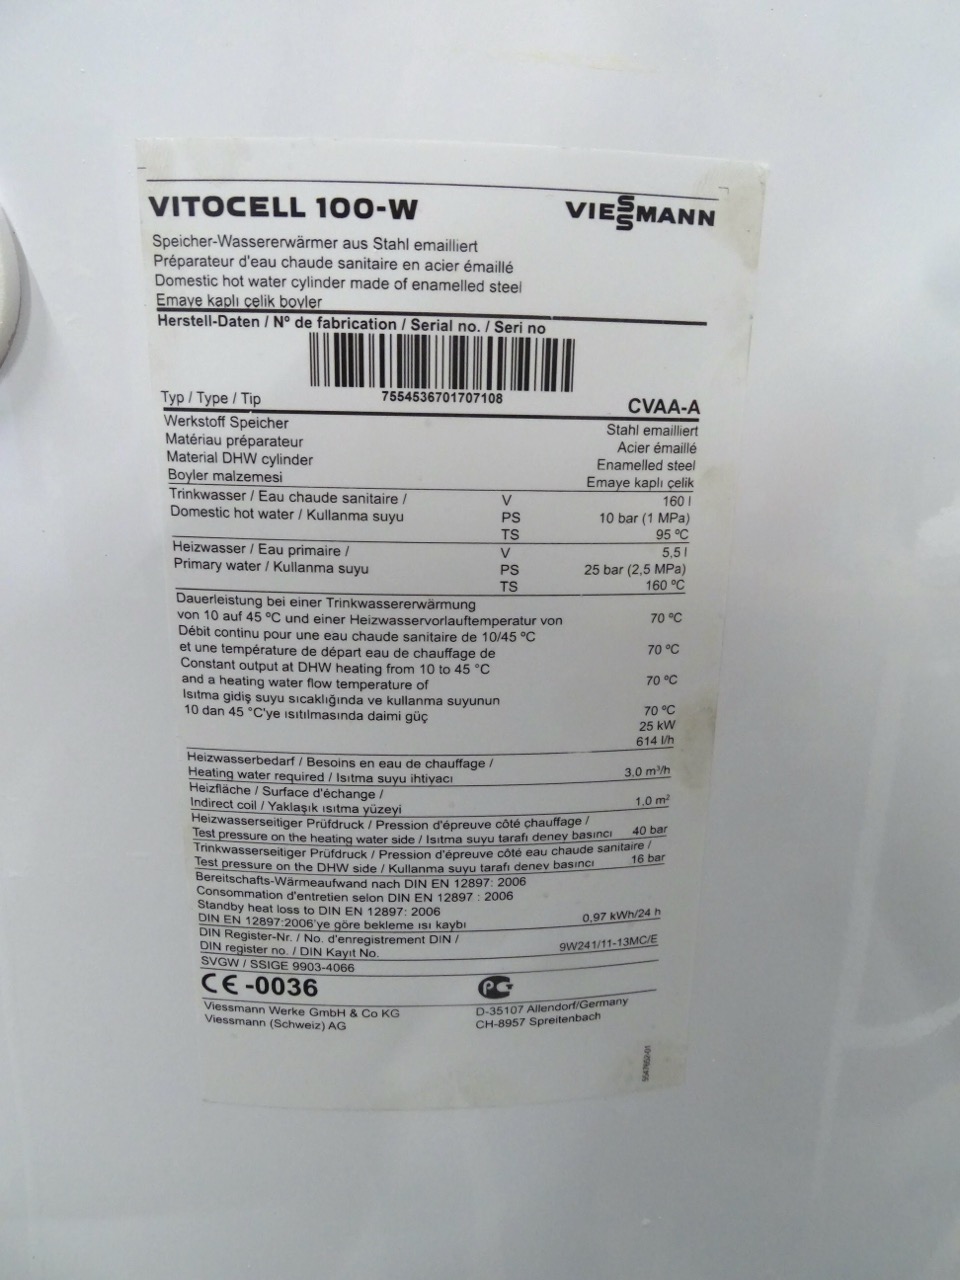 VITOCELL 100-W VIESSMANN
Speicher-Wassererwärmer aus Stahl emailliert
Préparateur d'eau chaude sanitaire en acier émaillé
Domestic hot water cylinder made of enamelled steel
Emaye kaplı çelik boyler
Herstell-Daten / Nº de fabrication / Serial no. / Seri no
7554536701707108
Typ / Type / Tip CVAA-A
Werkstoff Speicher Stahl emailliert
Matériau préparateur Acier émaillé
Material DHW cylinder Enamelled steel
Boyler malzemesi Emaye kaplı çelik
Trinkwasser / Eau chaude sanitaire / V 160 l
Domestic hot water / Kullanma suyu PS 10 bar (1 MPa)
TS 95 ºC
Heizwasser / Eau primaire / V 5,5 l
Primary water / Kullanma suyu PS 25 bar (2,5 MPa)
TS 160 ºC
Dauerleistung bei einer Trinkwassererwärmung
von 10 auf 45 ºC und einer Heizwasservorlauftemperatur von 70 ºC
Débit continu pour une eau chaude sanitaire de 10/45 ºC
et une température de départ eau de chauffage de 70 ºC
Constant output at DHW heating from 10 to 45 °C
and a heating water flow temperature of 70 ºC
Isıtma gidiş suyu sıcaklığında ve kullanma suyunun
10 dan 45 °C'ye ısıtılmasında daimi güç 70 ºC
25 kW
614 l/h
Heizwasserbedarf / Besoins en eau de chauffage /
Heating water required / Isıtma suyu ihtiyacı 3,0 m³/h
Heizfläche / Surface d'échange /
Indirect coil / Yaklaşık ısıtma yüzeyi 1,0 m²
Heizwasserseitiger Prüfdruck / Pression d'épreuve côté chauffage /
Test pressure on the heating water side / Isıtma suyu tarafı deney basıncı 40 bar
Trinkwasserseitiger Prüfdruck / Pression d'épreuve côté eau chaude sanitaire /
Test pressure on the DHW side / Kullanma suyu tarafı deney basıncı 16 bar
Bereitschafts-Wärmeaufwand nach DIN EN 12897: 2006
Consommation d'entretien selon DIN EN 12897 : 2006
Standby heat loss to DIN EN 12897: 2006
DIN EN 12897:2006'ye göre bekleme ısı kaybı 0,97 kWh/24 h
DIN Register-Nr. / No. d'enregistrement DIN /
DIN register no. / DIN Kayıt No. 9W241/11-13MC/E
SVGW / SSIGE 9903-4066
CE -0036 PC
Viessmann Werke GmbH & Co KG D-35107 Allendorf/Germany
Viessmann (Schweiz) AG CH-8957 Spreitenbach